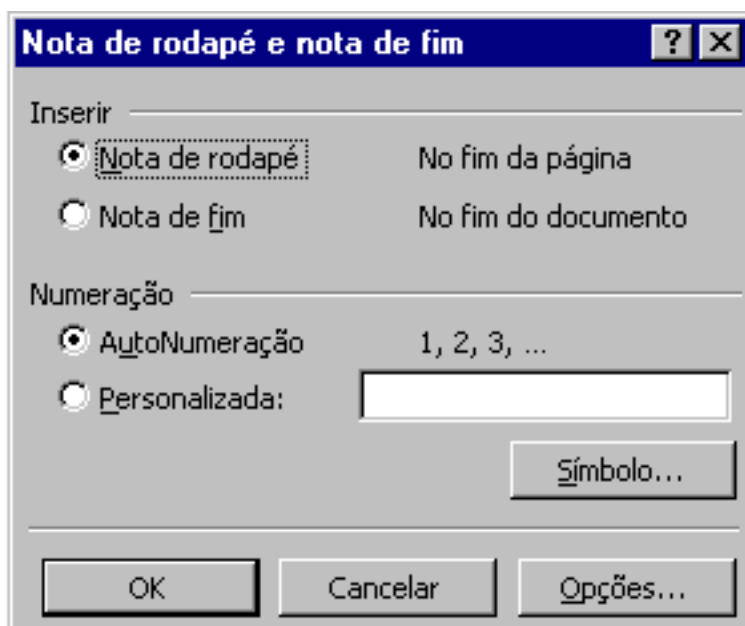 Nota de rodapé e nota de fim
Inserir
Nota de rodapé No fim da página
Nota de fim No fim do documento
Numeração
AutoNumeração 1, 2, 3, ...
Personalizada:
Símbolo...
OK Cancelar Opções...